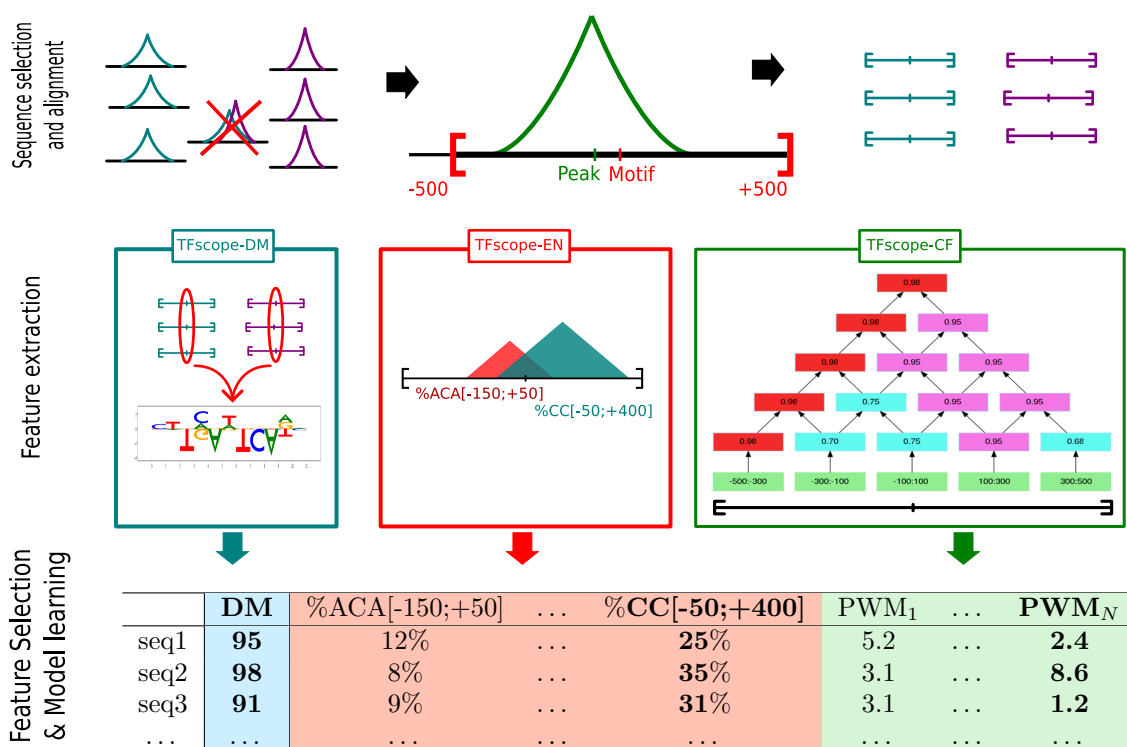 Sequence selection
and alignment
Peak Motif
-500 +500
TFscope-DM TFscope-EN TFscope-CF
Feature extraction
0.98
0.98 0.95
0.98 0.95 0.95
0.98 0.75 0.95 0.95
0.98 0.70 0.75 0.95 0.68
-500:-300 -300:-100 -100:100 100:300 300:500
%ACA[-150;+50]
%CC[-50;+400]
Feature Selection
& Model learning
DM %ACA[-150;+50] ... %CC[-50;+400] PWM₁ ... PWM_N
seq1 95 12% ... 25% 5.2 ... 2.4
seq2 98 8% ... 35% 3.1 ... 8.6
seq3 91 9% ... 31% 3.1 ... 1.2
... ... ... ... ... ... ... ...